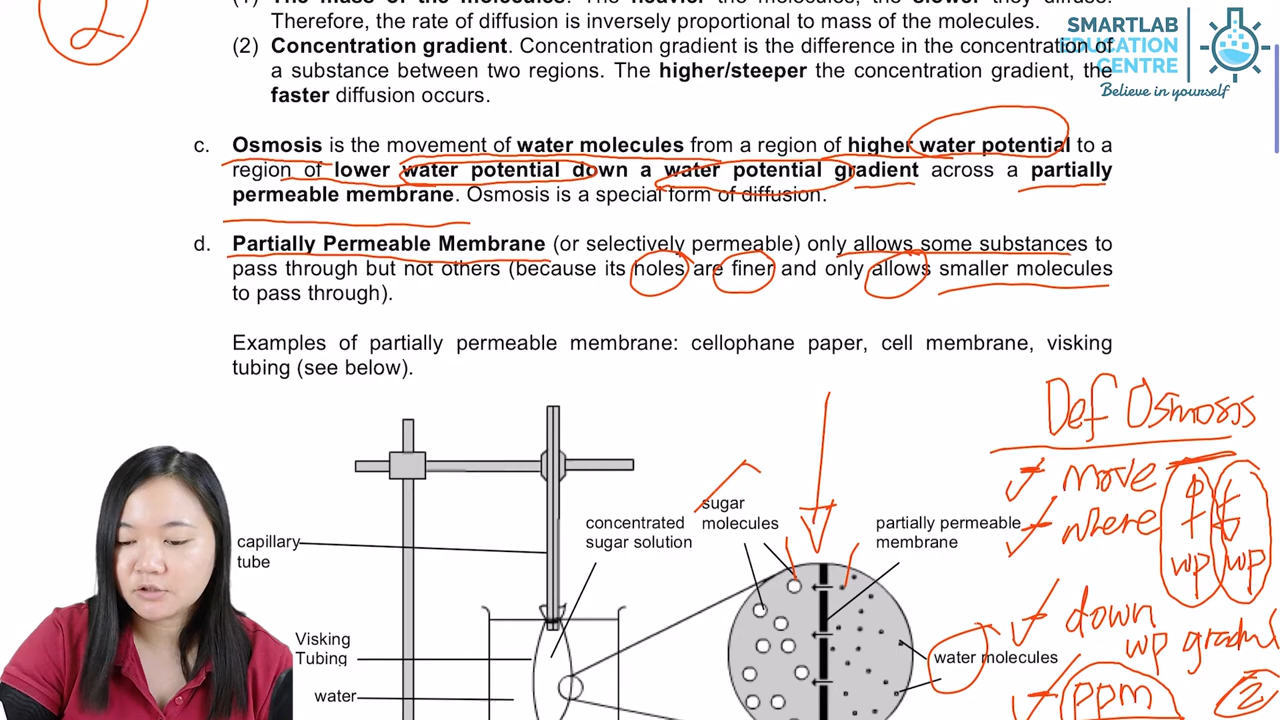 (1) The mass of the molecules. The heavier the molecules, the slower they diffuse.
Therefore, the rate of diffusion is inversely proportional to mass of the molecules.
(2) Concentration gradient. Concentration gradient is the difference in the concentration of
a substance between two regions. The higher/steeper the concentration gradient, the
faster diffusion occurs.
SMARTLAB
EDUCATION
CENTRE
Believe in yourself
2
c. Osmosis is the movement of water molecules from a region of higher water potential to a
region of lower water potential down a water potential gradient across a partially
permeable membrane. Osmosis is a special form of diffusion.
d. Partially Permeable Membrane (or selectively permeable) only allows some substances to
pass through but not others (because its holes are finer and only allows smaller molecules
to pass through).
Examples of partially permeable membrane: cellophane paper, cell membrane, visking
tubing (see below).
capillary
tube
Visking
Tubing
water
concentrated
sugar solution
sugar
molecules
partially permeable
membrane
water molecules
Def Osmosis
move
where
wp wp
down
wp
ppm
2